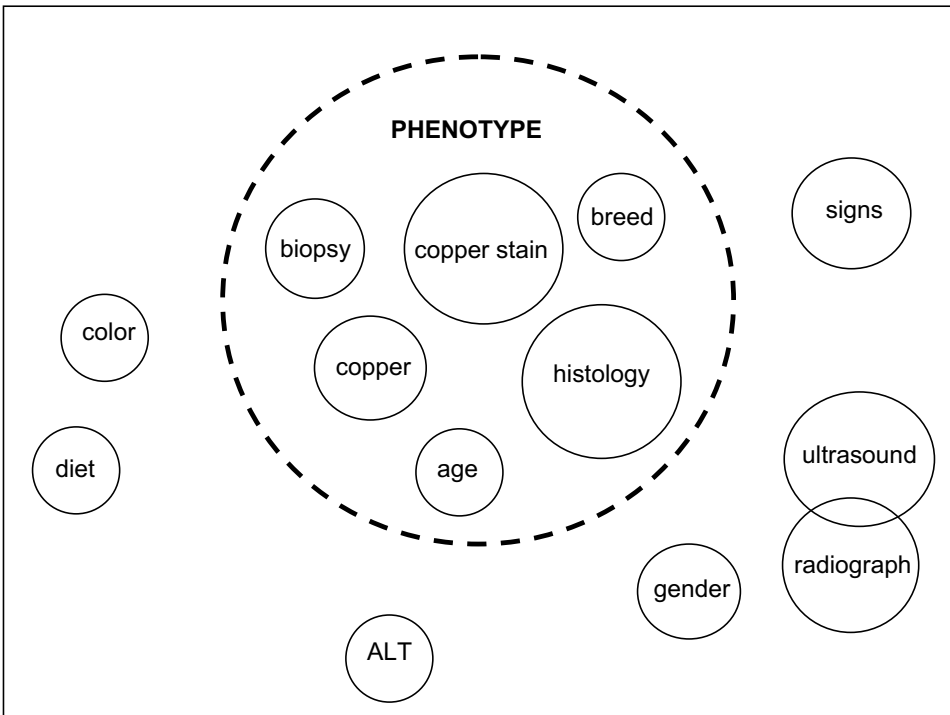 PHENOTYPE
signs
breed
biopsy
copper stain
color
copper
histology
ultrasound
diet
age
radiograph
gender
ALT